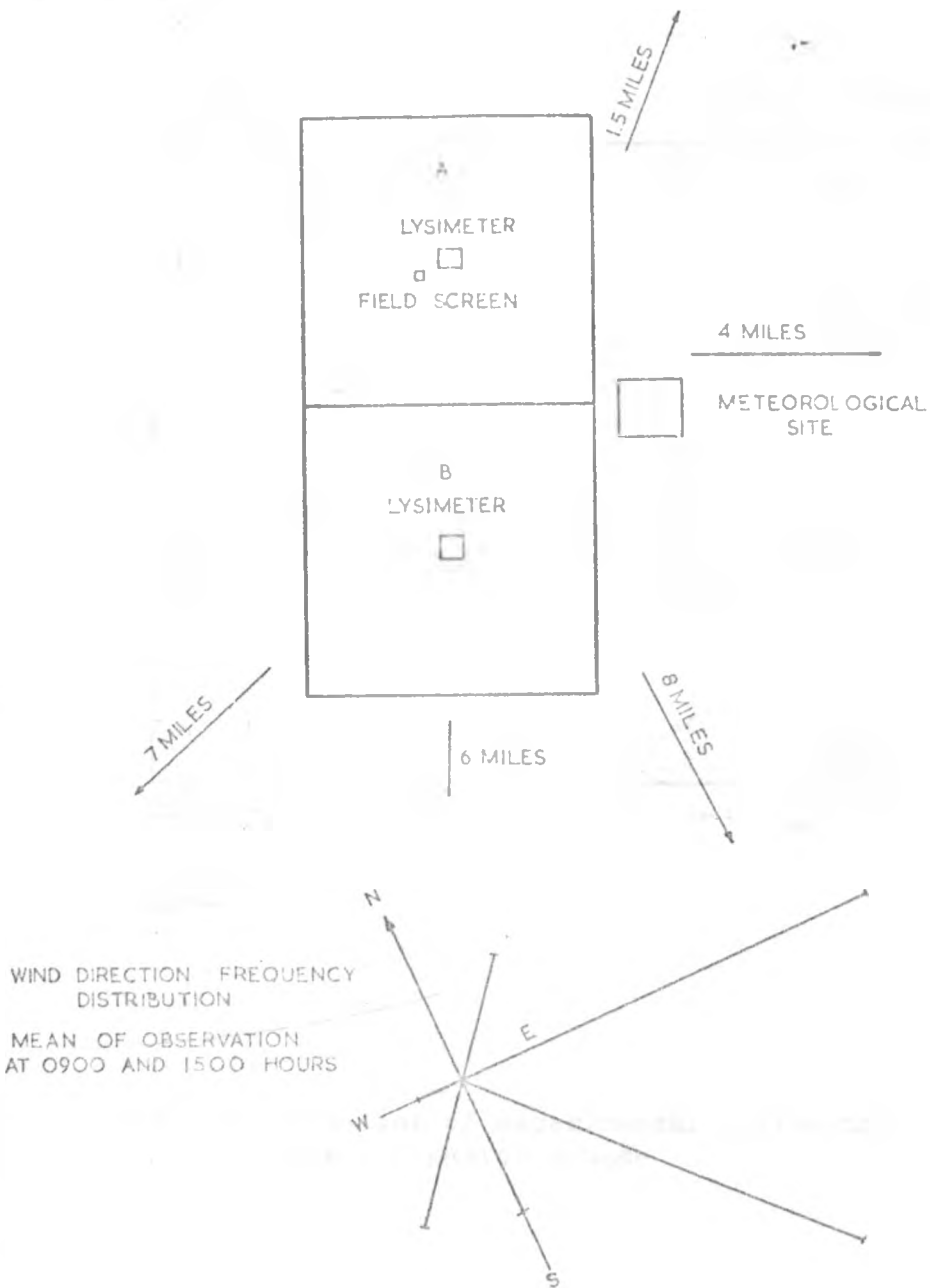 1.5 MILES
A
LYSIMETER
FIELD SCREEN
4 MILES
METEOROLOGICAL
SITE
B
LYSIMETER
7 MILES
6 MILES
8 MILES
N
WIND DIRECTION FREQUENCY
DISTRIBUTION
E
MEAN OF OBSERVATION
AT 0900 AND 1500 HOURS
W
S